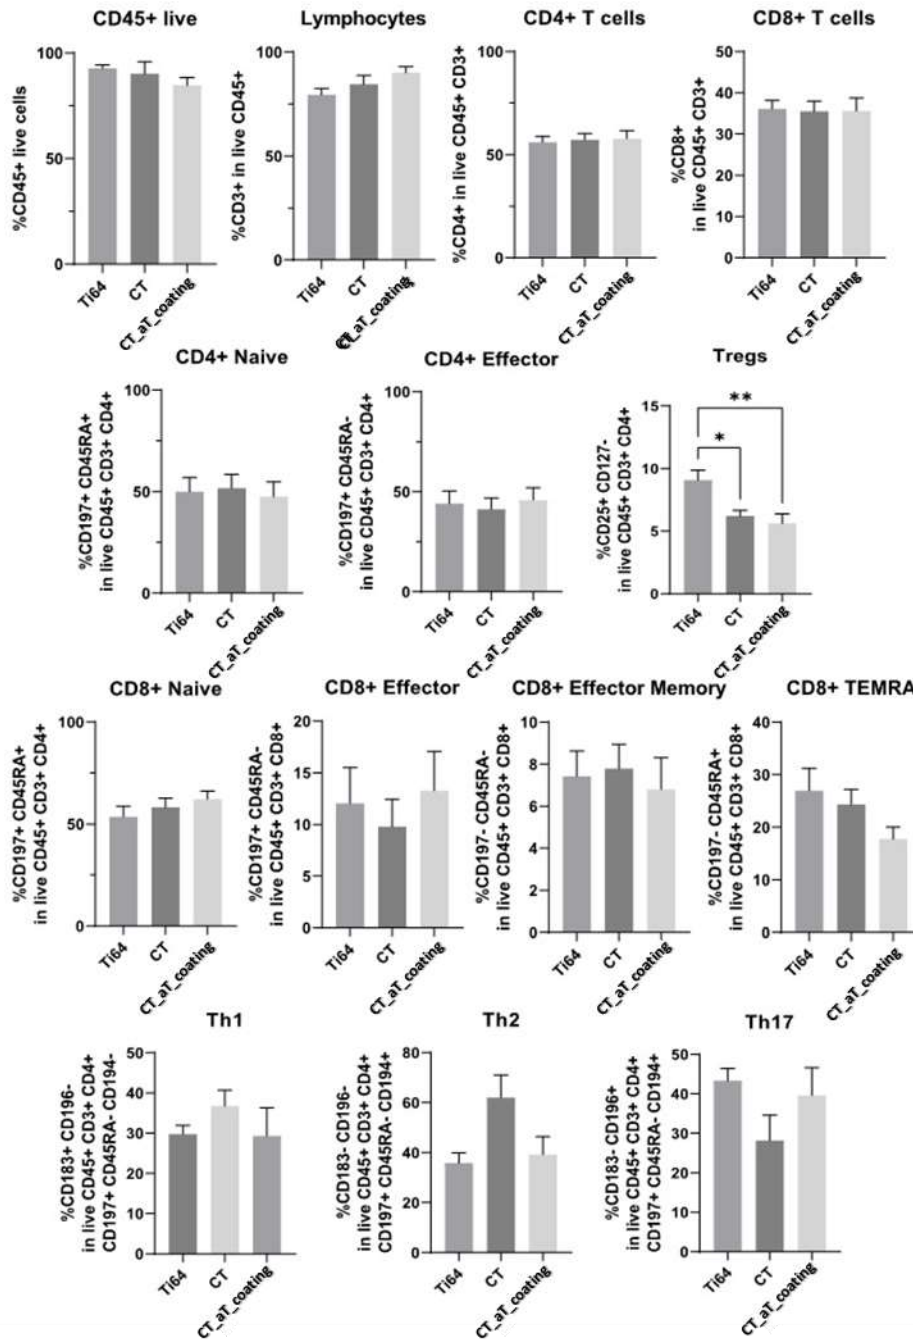 CD45+ live
Lymphocytes
CD4+ T cells
CD8+ T cells
%CD45+ live cells
100
50
0
Ti64
CT
CT_aT_coating
%CD3+ in live CD45+
100
50
0
Ti64
CT
CT_aT_coating
%CD4+ in live CD45+ CD3+
100
50
0
Ti64
CT
CT_aT_coating
%CD8+
in live CD45+ CD3+
50
40
30
20
10
0
Ti64
CT
CT_aT_coating
CD4+ Naive
CD4+ Effector
Tregs
%CD197+ CD45RA+
in live CD45+ CD3+ CD4+
100
50
0
Ti64
CT
CT_aT_coating
%CD197+ CD45RA-
in live CD45+ CD3+ CD4+
100
50
0
Ti64
CT
CT_aT_coating
%CD25+ CD127-
in live CD45+ CD3+ CD4+
15
10
5
0
**
*
Ti64
CT
CT_aT_coating
CD8+ Naive
CD8+ Effector
CD8+ Effector Memory
CD8+ TEMRA
%CD197+ CD45RA+
in live CD45+ CD3+ CD4+
100
50
0
Ti64
CT
CT_aT_coating
%CD197+ CD45RA-
in live CD45+ CD3+ CD8+
20
15
10
5
0
Ti64
CT
CT_aT_coating
%CD197- CD45RA-
in live CD45+ CD3+ CD8+
10
8
6
4
2
0
Ti64
CT
CT_aT_coating
%CD197- CD45RA+
in live CD45+ CD3+ CD8+
40
30
20
10
0
Ti64
CT
CT_aT_coating
Th1
Th2
Th17
%CD183+ CD196-
in live CD45+ CD3+ CD4+
CD197+ CD45RA- CD194-
50
40
30
20
10
0
Ti64
CT
CT_aT_coating
%CD183- CD196-
in live CD45+ CD3+ CD4+
CD197+ CD45RA- CD194+
80
60
40
20
0
Ti64
CT
CT_aT_coating
%CD183- CD196+
in live CD45+ CD3+ CD4+
CD197+ CD45RA- CD194+
50
40
30
20
10
0
Ti64
CT
CT_aT_coating